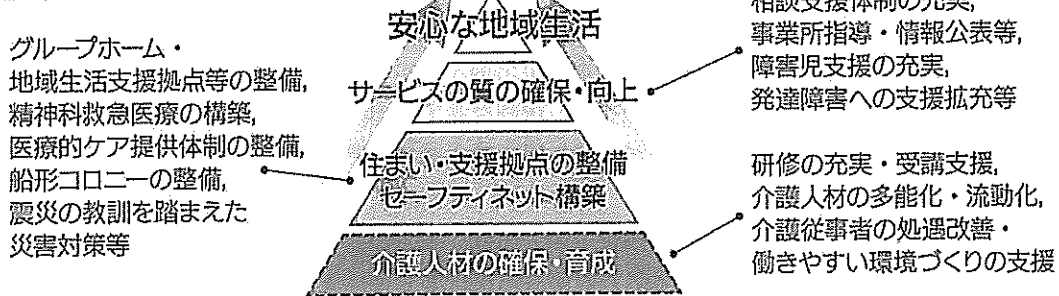 安心な地域生活
サービスの質の確保・向上
住まい・支援拠点の整備
セーフティネット構築
介護人材の確保・育成
グループホーム・
地域生活支援拠点等の整備,
精神科救急医療の構築,
医療的ケア提供体制の整備,
船形コロニーの整備,
震災の教訓を踏まえた
災害対策等
相談支援体制の充実,
事業所指導・情報公表等,
障害児支援の充実,
発達障害への支援拡充等
研修の充実・受講支援,
介護人材の多能化・流動化,
介護従事者の処遇改善・
働きやすい環境づくりの支援